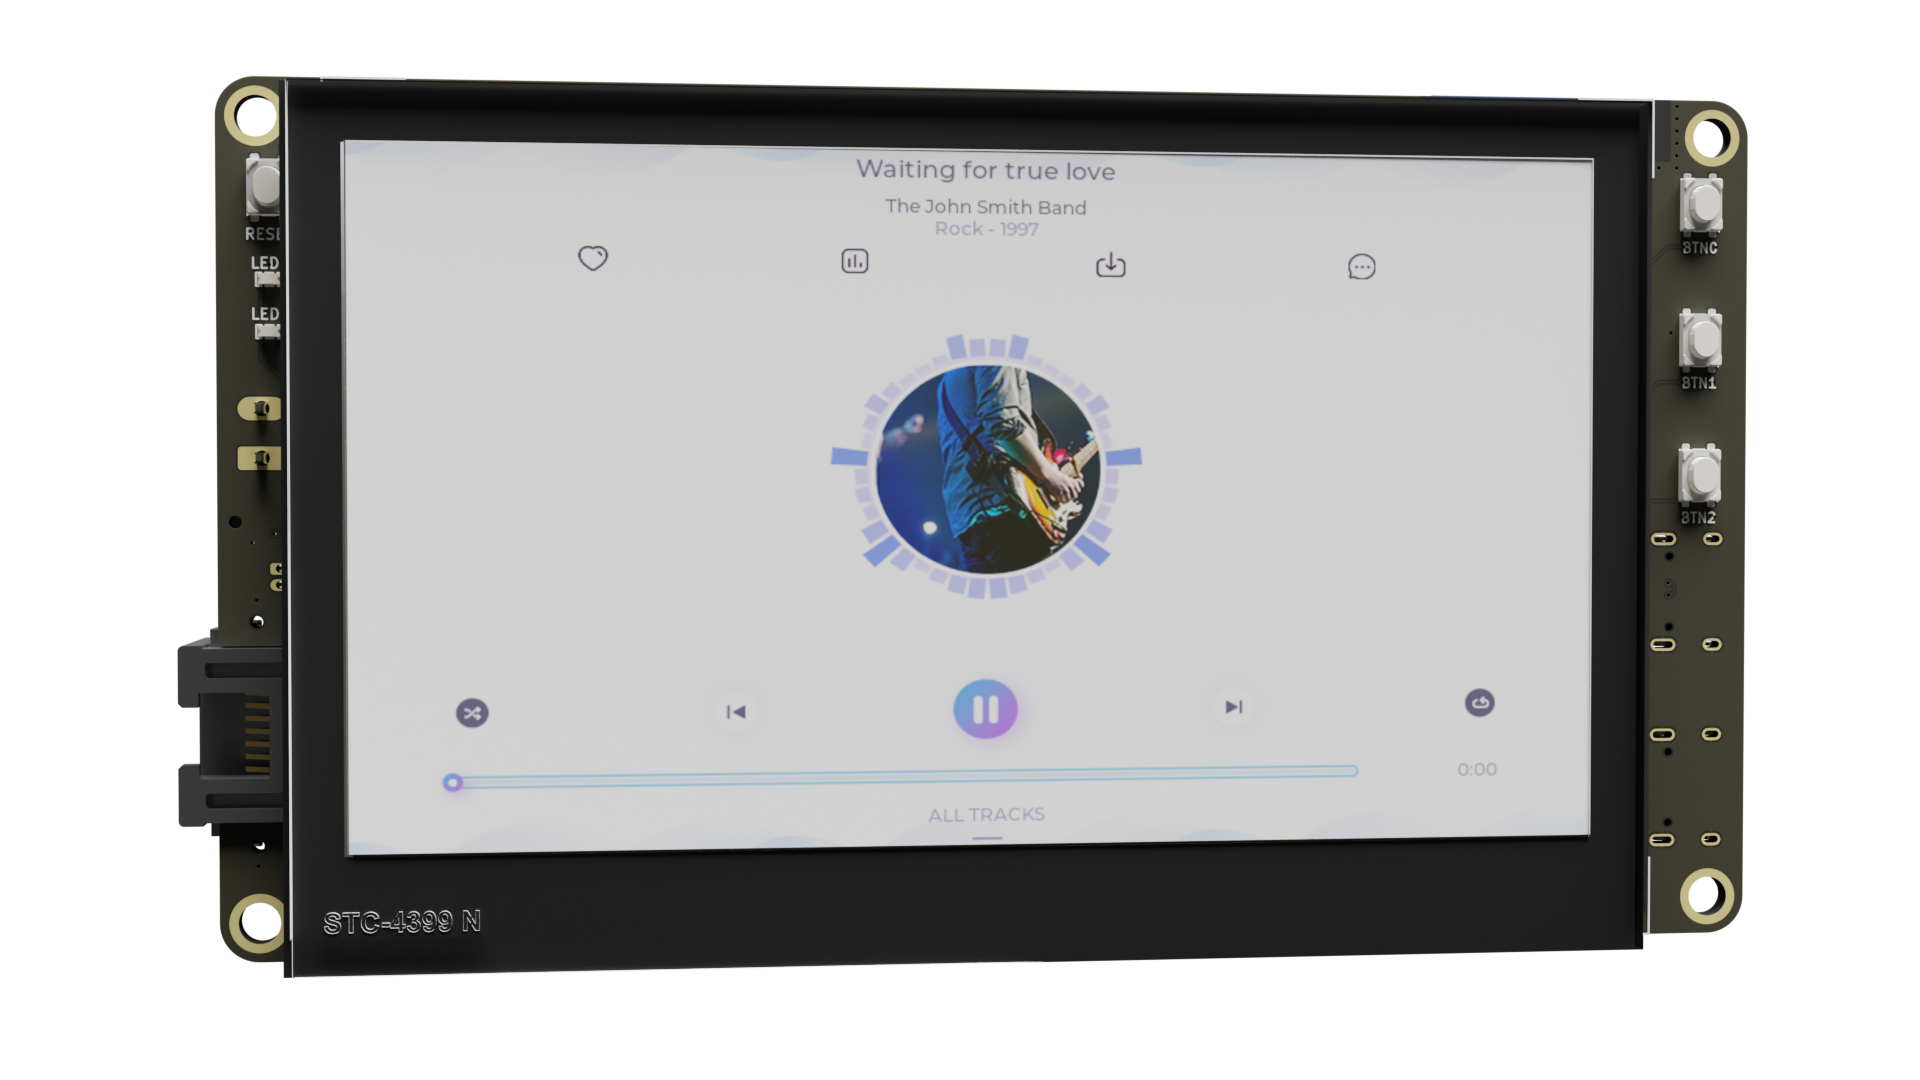 Waiting for true love
The John Smith Band
Rock - 1997
RESE
LED
LED
BTNC
BTN1
BTN2
0:00
ALL TRACKS
STC-4399 N